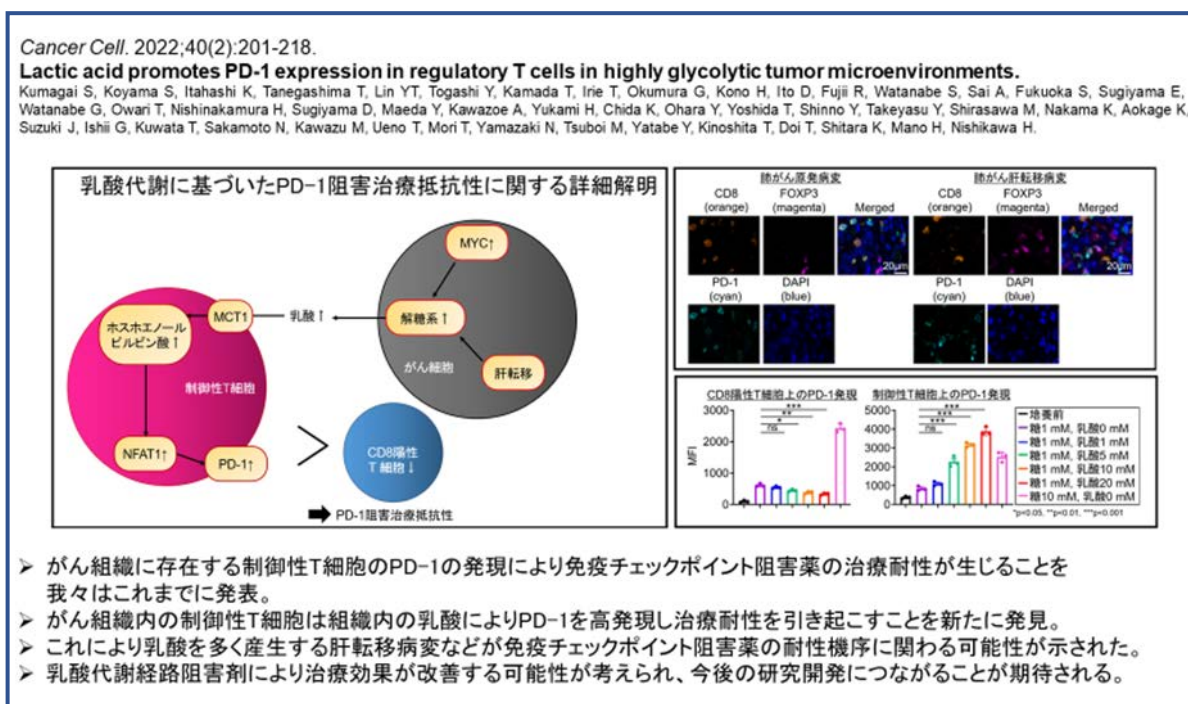 Cancer Cell. 2022;40(2):201-218.
Lactic acid promotes PD-1 expression in regulatory T cells in highly glycolytic tumor microenvironments.
Kumagai S, Koyama S, Itahashi K, Tanegashima T, Lin YT, Togashi Y, Kamada T, Irie T, Okumura G, Kono H, Ito D, Fujii R, Watanabe S, Sai A, Fukuoka S, Sugiyama E,
Watanabe G, Owari T, Nishinakamura H, Sugiyama D, Maeda Y, Kawazoe A, Yukami H, Chida K, Ohara Y, Yoshida T, Shinno Y, Takeyasu Y, Shirasawa M, Nakama K, Aokage K,
Suzuki J, Ishii G, Kuwata T, Sakamoto N, Kawazu M, Ueno T, Mori T, Yamazaki N, Tsuboi M, Yatabe Y, Kinoshita T, Doi T, Shitara K, Mano H, Nishikawa H.
乳酸代謝に基づいたPD-1阻害治療抵抗性に関する詳細解明
MYC↑
MCT1
乳酸↑
解糖系↑
ホスホエノール
ピルビン酸↑
がん細胞
肝転移
制御性T細胞
NFAT1↑
PD-1↑
>
CD8陽性
T細胞↓
➡ PD-1阻害治療抵抗性
肺がん原発病変
CD8
(orange)
FOXP3
(magenta)
Merged
20μm
PD-1
(cyan)
DAPI
(blue)
肺がん肝転移病変
CD8
(orange)
FOXP3
(magenta)
Merged
20μm
PD-1
(cyan)
DAPI
(blue)
CD8陽性T細胞上のPD-1発現
MFI
3000
2000
1000
0
***
**
*
ns
制御性T細胞上のPD-1発現
5000
4000
3000
2000
1000
0
***
***
***
ns
培養前
糖1 mM, 乳酸0 mM
糖1 mM, 乳酸1 mM
糖1 mM, 乳酸5 mM
糖1 mM, 乳酸10 mM
糖1 mM, 乳酸20 mM
糖10 mM, 乳酸0 mM
*p<0.05, **p<0.01, ***p<0.001
➢ がん組織に存在する制御性T細胞のPD-1の発現により免疫チェックポイント阻害薬の治療耐性が生じることを
我々はこれまでに発表。
➢ がん組織内の制御性T細胞は組織内の乳酸によりPD-1を高発現し治療耐性を引き起こすことを新たに発見。
➢ これにより乳酸を多く産生する肝転移病変などが免疫チェックポイント阻害薬の耐性機序に関わる可能性が示された。
➢ 乳酸代謝経路阻害剤により治療効果が改善する可能性が考えられ、今後の研究開発につながることが期待される。